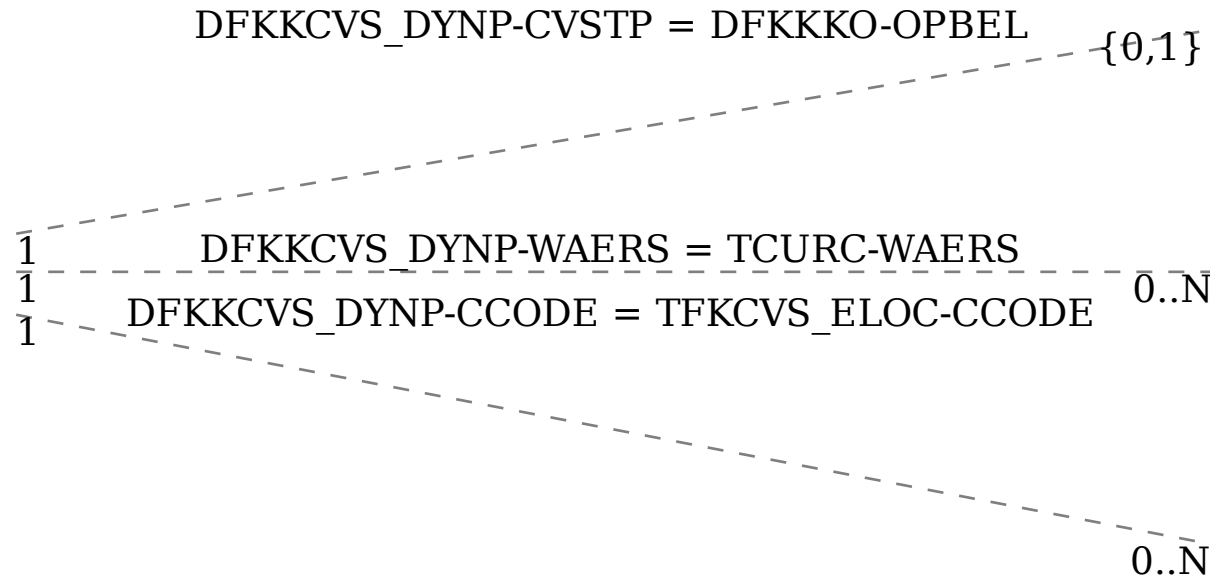 DFKKCVS_DYNP-CVSTP = DFKKKO-OPBEL
{0,1}
1
DFKKCVS_DYNP-WAERS = TCURC-WAERS
1
0..N
DFKKCVS_DYNP-CCODE = TFKCVS_ELOC-CCODE
1
0..N